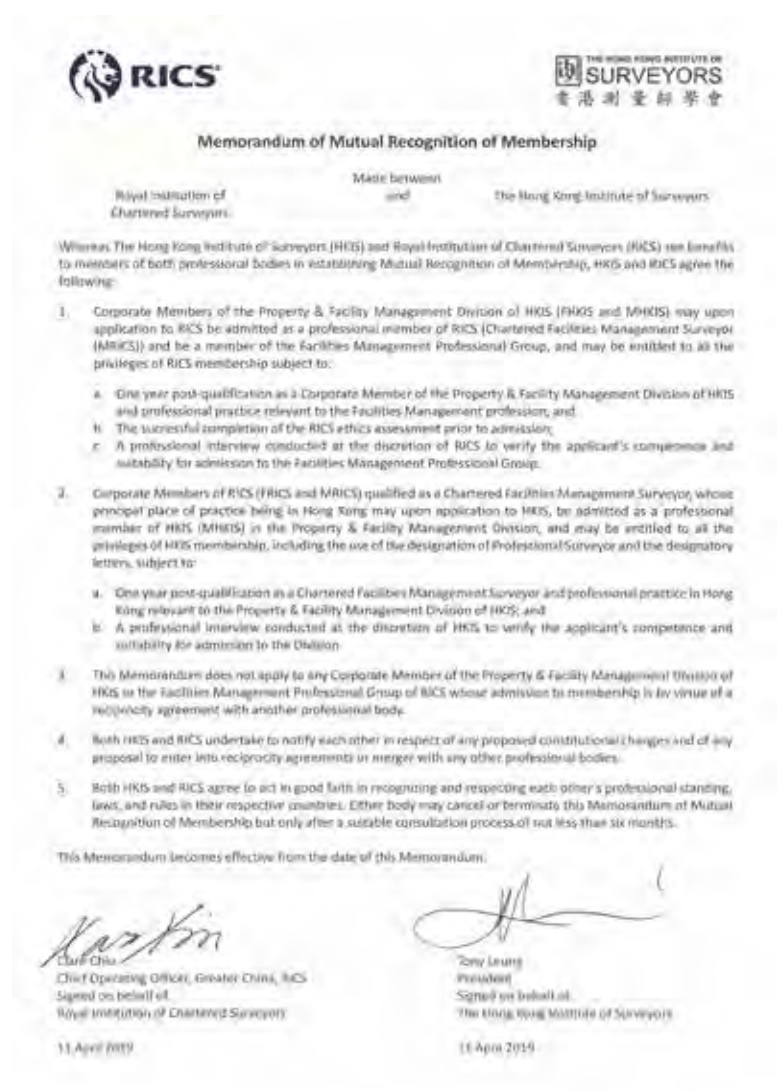 RICS
THE HONG KONG INSTITUTE OF
SURVEYORS
香港測量師學會
Memorandum of Mutual Recognition of Membership
Made between
Royal Institution of and The Hong Kong Institute of Surveyors
Chartered Surveyors
Whereas The Hong Kong Institute of Surveyors (HKIS) and Royal Institution of Chartered Surveyors (RICS) see benefits
to members of both professional bodies in establishing Mutual Recognition of Membership, HKIS and RICS agree the
following:
1. Corporate Members of the Property & Facility Management Division of HKIS (FHKIS and MHKIS) may upon
application to RICS be admitted as a professional member of RICS (Chartered Facilities Management Surveyor
(MRICS)) and be a member of the Facilities Management Professional Group, and may be entitled to all the
privileges of RICS membership subject to:
a. One year post-qualification as a Corporate Member of the Property & Facility Management Division of HKIS
and professional practice relevant to the Facilities Management profession, and
b. The successful completion of the RICS ethics assessment prior to admission;
c. A professional interview conducted at the discretion of RICS to verify the applicant's competence and
suitability for admission to the Facilities Management Professional Group.
2. Corporate Members of RICS (FRICS and MRICS) qualified as a Chartered Facilities Management Surveyor, whose
principal place of practice being in Hong Kong may upon application to HKIS, be admitted as a professional
member of HKIS (MHKIS) in the Property & Facility Management Division, and may be entitled to all the
privileges of HKIS membership, including the use of the designation of Professional Surveyor and the designatory
letters, subject to:
a. One year post-qualification as a Chartered Facilities Management Surveyor and professional practice in Hong
Kong relevant to the Property & Facility Management Division of HKIS; and
b. A professional interview conducted at the discretion of HKIS to verify the applicant's competence and
suitability for admission to the Division
3. This Memorandum does not apply to any Corporate Member of the Property & Facility Management Division of
HKIS or the Facilities Management Professional Group of RICS whose admission to membership is by virtue of a
reciprocity agreement with another professional body.
4. Both HKIS and RICS undertake to notify each other in respect of any proposed constitutional changes and of any
proposal to enter into reciprocity agreements or merger with any other professional bodies.
5. Both HKIS and RICS agree to act in good faith in recognizing and respecting each other's professional standing,
laws, and rules in their respective countries. Either body may cancel or terminate this Memorandum of Mutual
Recognition of Membership but only after a suitable consultation process of not less than six months.
This Memorandum becomes effective from the date of this Memorandum.
Chiu
Chief Operating Officer, Greater China, RICS
Signed on behalf of
Royal Institution of Chartered Surveyors
11 April 2019
Tony Leung
President
Signed on behalf of
The Hong Kong Institute of Surveyors
11 April 2019